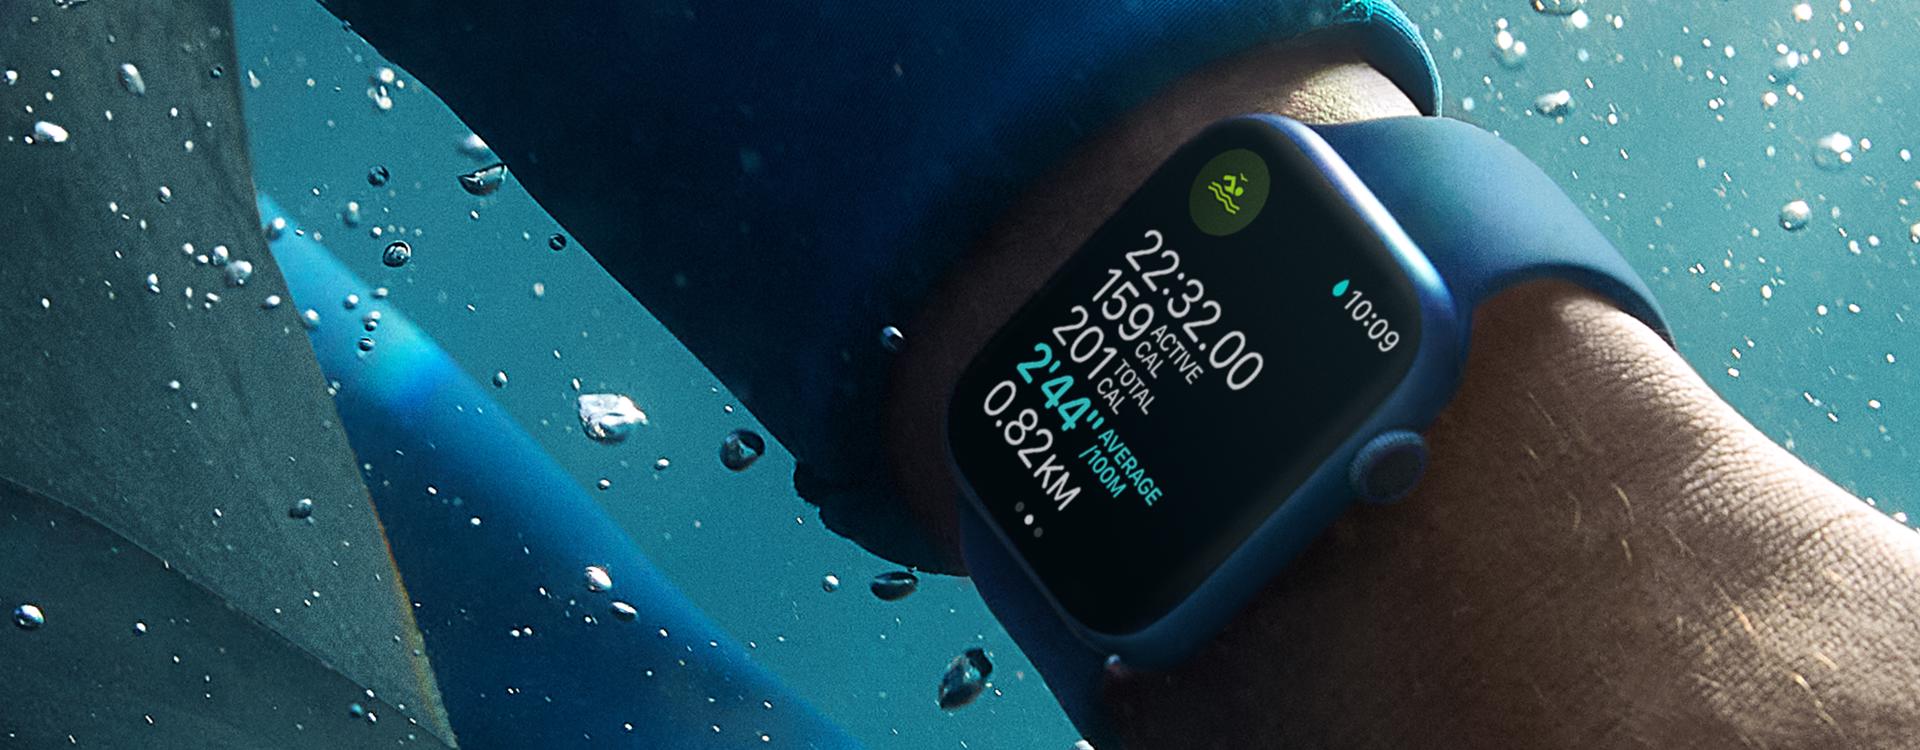 10:09
22:32.00
159 ACTIVE CAL
201 TOTAL CAL
2'44" AVERAGE /100M
0.82KM